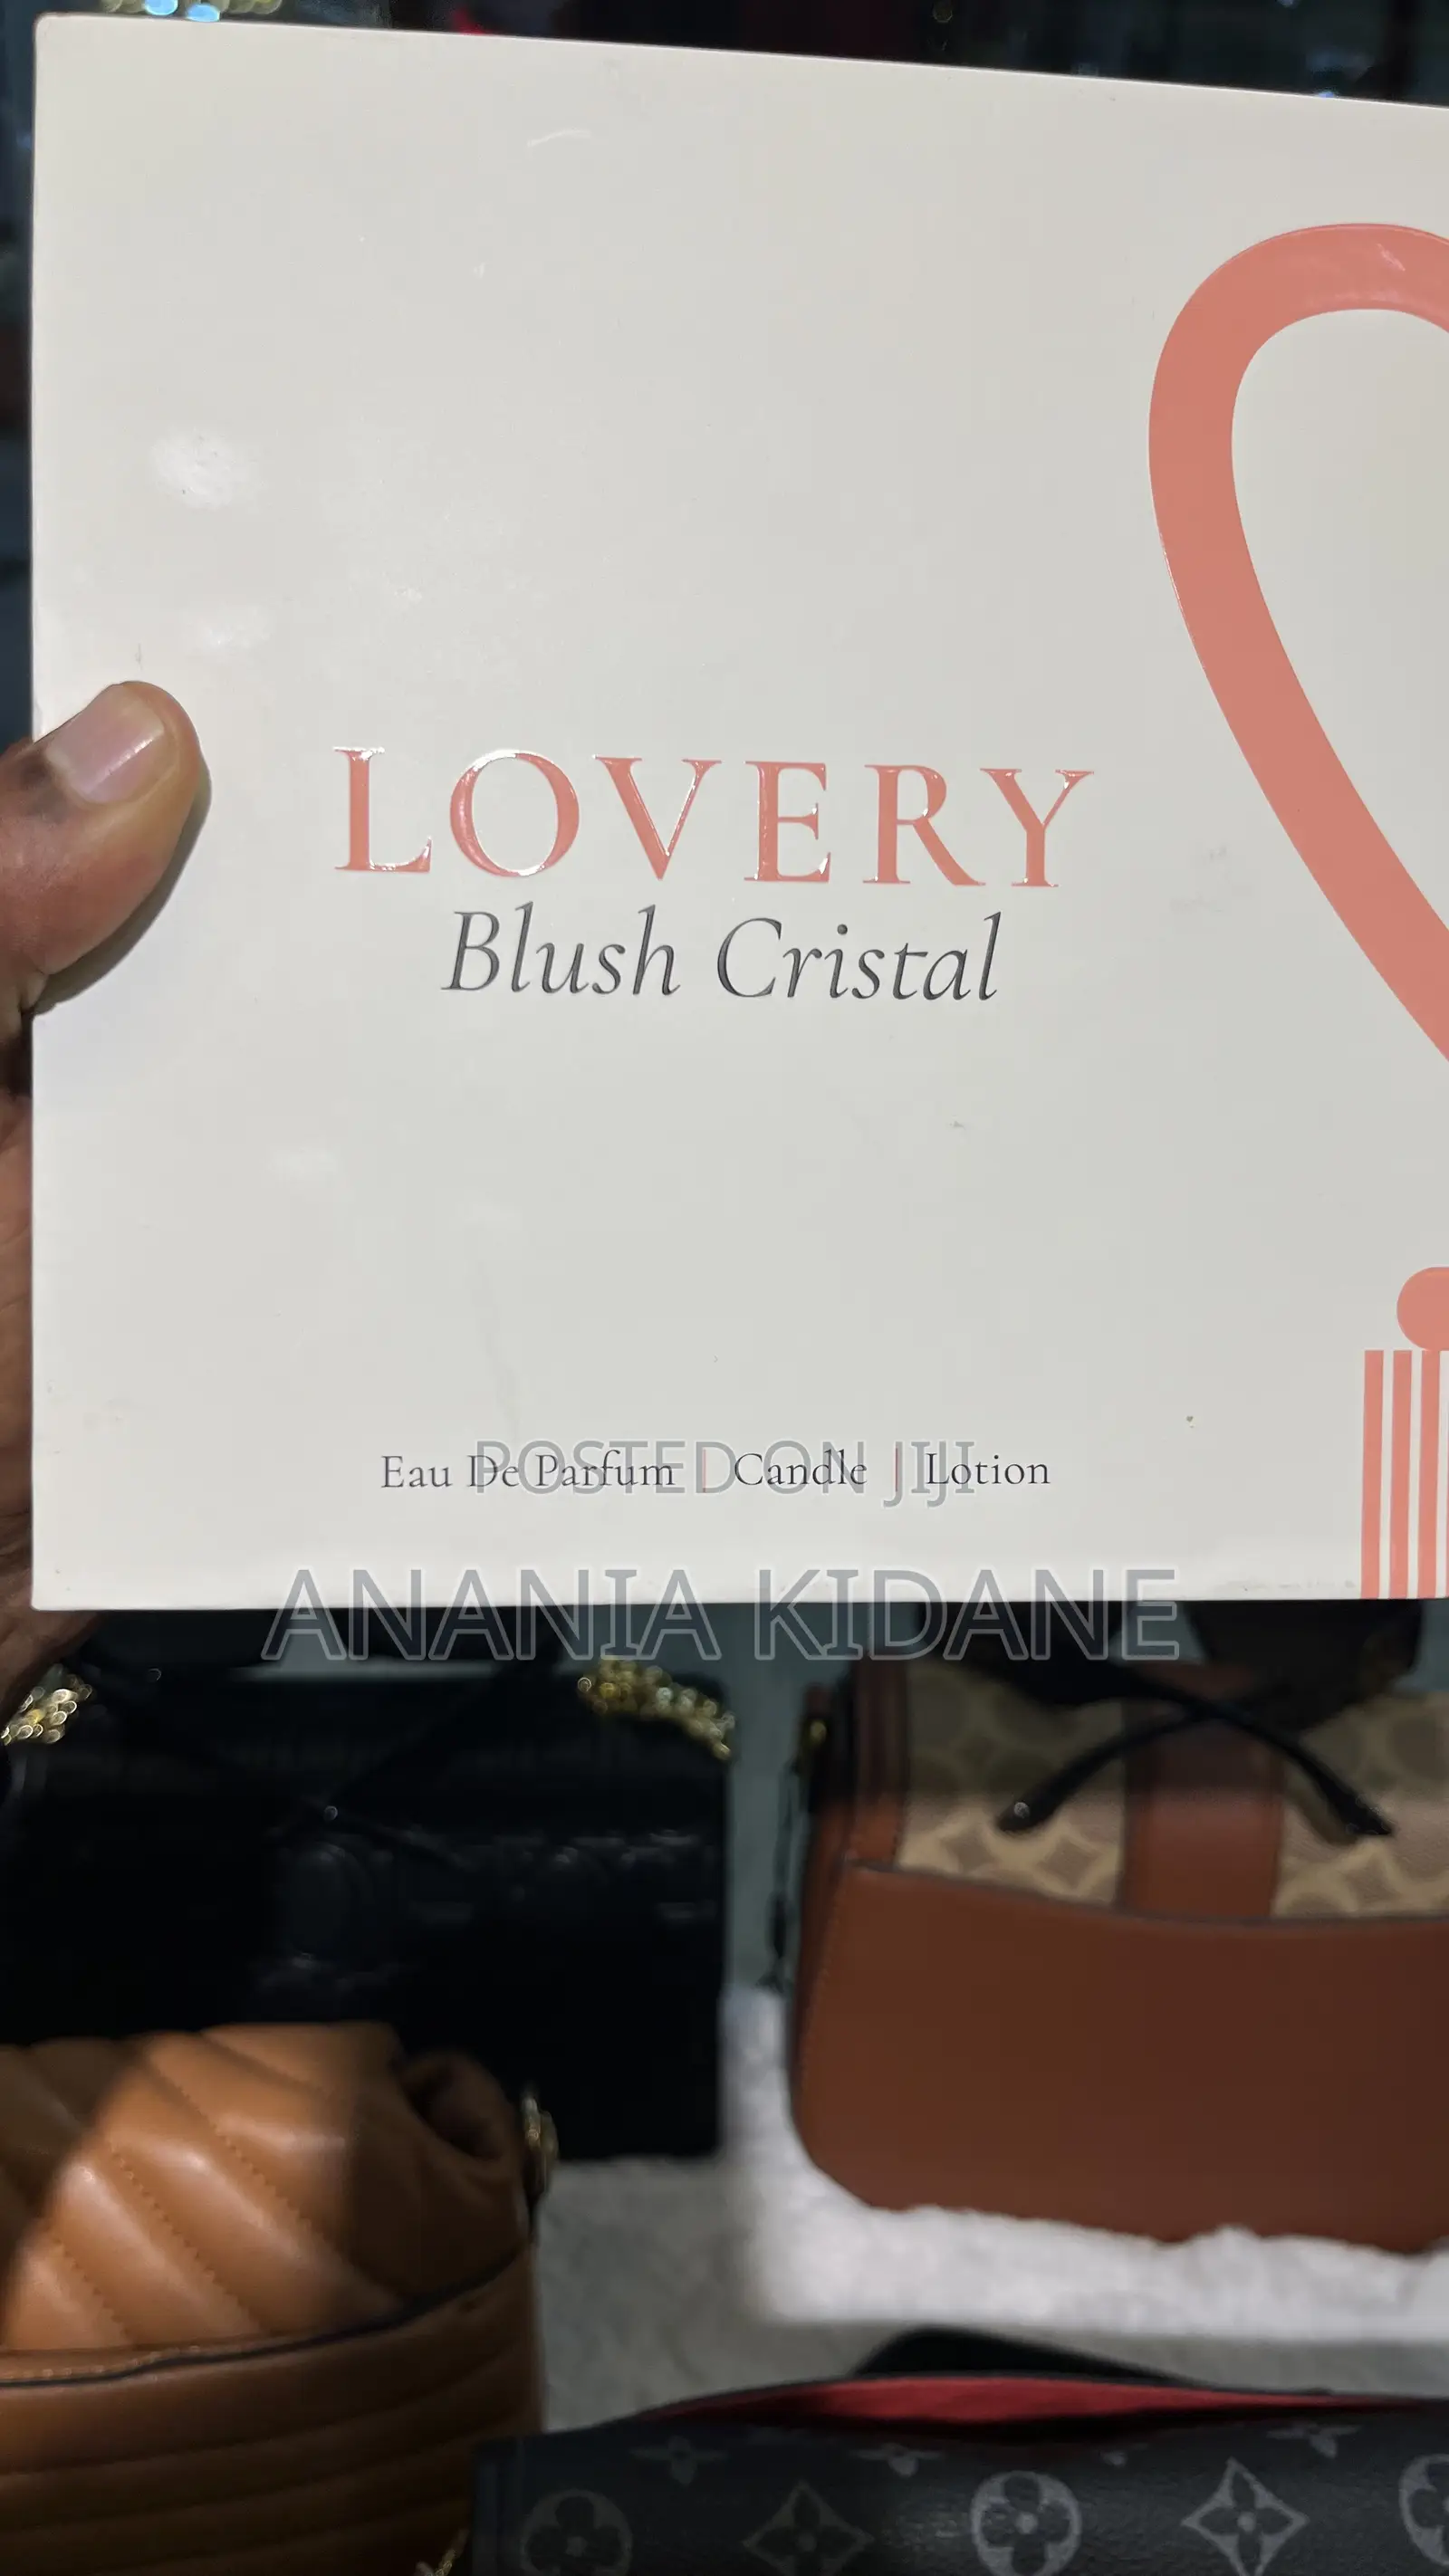 LOVERY
Blush Cristal
Eau De Parfum | Candle | Lotion
POSTED ON JIJI
ANANIA KIDANE